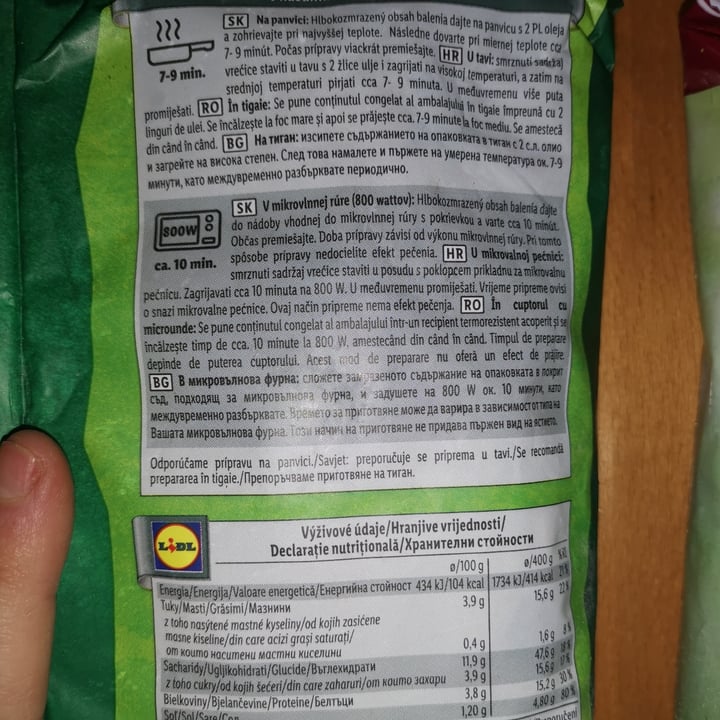 SK Na panvici: Hlbokozmrazený obsah balenia dajte na panvicu s 2 PL oleja
a zohrievajte pri najvyššej teplote. Následne dovarte pri miernej teplote cca
7-9 minút. Počas prípravy viackrát premiešajte. HR U tavi: smrznuti sadržaj
vrećice staviti u tavu s 2 žlice ulje i zagrijati na visokoj temperaturi, a zatim na
7-9 min.
srednjoj temperaturi pirjati cca 7- 9 minuta. U međuvremenu više puta
promiješati. RO În tigaie: Se pune conținutul congelat al ambalajului în tigaie împreună cu 2
linguri de ulei. Se încălzește la foc mare și apoi se prăjește cca. 7-9 minute la foc mediu. Se amestecă
din când în când. BG На тиган: изсипете съдържанието на опаковката в тиган с 2 с.л. олио
и загрейте на висока степен. След това намалете и пържете на умерена температура ок. 7-9
минути, като междувременно разбърквате периодично.
SK V mikrovlnnej rúre (800 wattov): Hlbokozmrazený obsah balenia dajte
800W
do nádoby vhodnej do mikrovlnnej rúry s pokrievkou a varte cca 10 minút.
Občas premiešajte. Doba prípravy závisí od výkonu mikrovlnnej rúry. Pri tomto
ca. 10 min.
spôsobe prípravy nedocielite efekt pečenia. HR U mikrovalnoj pećnici:
smrznuti sadržaj vrećice staviti u posudu s poklopcem prikladnu za mikrovalnu
pećnicu. Zagrijavati cca 10 minuta na 800 W. U međuvremenu promiješati. Vrijeme pripreme ovisi
o snazi mikrovalne pećnice. Ovaj način pripreme nema efekt pečenja. RO În cuptorul cu
microunde: Se pune conținutul congelat al ambalajului într-un recipient termorezistent acoperit și se
încălzește timp de cca. 10 minute la 800 W, amestecând din când în când. Timpul de preparare
depinde de puterea cuptorului. Acest mod de preparare nu oferă un efect de prăjire.
BG В микровълнова фурна: сложете замразеното съдържание на опаковката в покрит
съд, подходящ за микровълнова фурна, и задушете на 800 W ок. 10 минути, като
междувременно разбърквате. Времето за приготвяне може да варира в зависимост от типа на
Вашата микровълнова фурна. Този начин на приготвяне не придава пържен вид на ястието.
Odporúčame prípravu na panvici./Savjet: preporučuje se priprema u tavi./Se recomandă
prepararea în tigaie./Препоръчваме приготвяне на тиган.
LIDL
Výživové údaje/Hranjive vrijednosti/
Declarație nutrițională/Хранителни стойности
ø/100 g ø/400 g %RI
Energia/Energija/Valoare energetică/Енергийна стойност 434 kJ/104 kcal 1734 kJ/414 kcal 21%
Tuky/Masti/Grăsimi/Мазнини 3,9 g 15,6 g 22%
z toho nasýtené mastné kyseliny/od kojih zasićene
masne kiseline/din care acizi grași saturați/
от които наситени мастни киселини 0,4 g 1,6 g 8%
Sacharidy/Ugljikohidrati/Glucide/Въглехидрати 11,9 g 47,6 g 18%
z toho cukry/od kojih šećeri/din care zaharuri/от които захари 3,9 g 15,6 g 17%
Bielkoviny/Bjelančevine/Proteine/Белтъци 3,8 g 15,2 g 30%
Soľ/Sol/Sare/Сол 1,20 g 4,80 g 80%